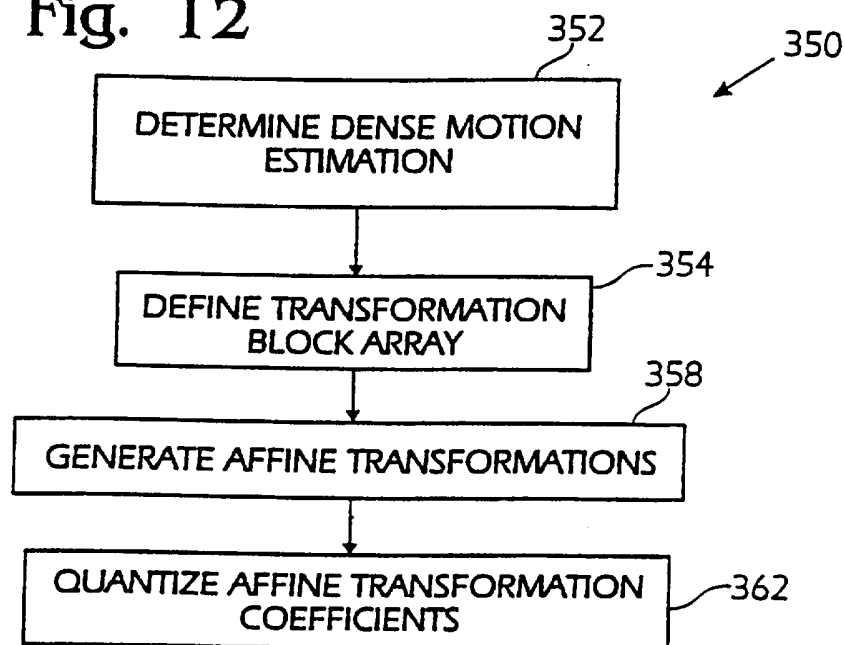 Fig. 12
352
350
DETERMINE DENSE MOTION
ESTIMATION
354
DEFINE TRANSFORMATION
BLOCK ARRAY
358
GENERATE AFFINE TRANSFORMATIONS
QUANTIZE AFFINE TRANSFORMATION
COEFFICIENTS
362